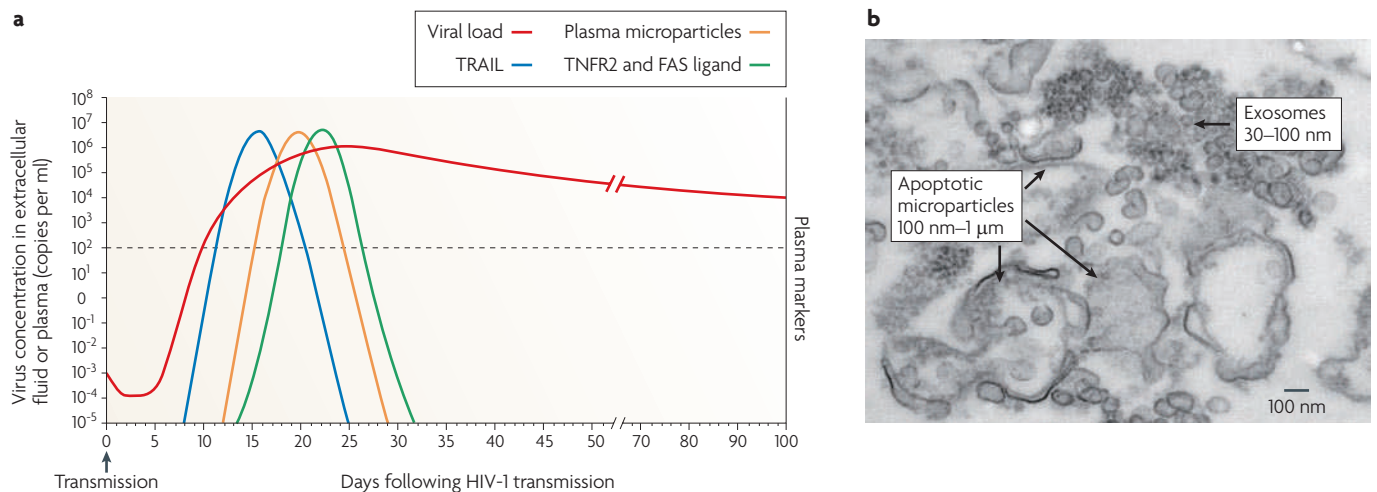 a
Viral load
Plasma microparticles
TRAIL
TNFR2 and FAS ligand
Virus concentration in extracellular
fluid or plasma (copies per ml)
10⁸
10⁷
10⁶
10⁵
10⁴
10³
10²
10¹
0
10⁻¹
10⁻²
10⁻³
10⁻⁴
10⁻⁵
0 5 10 15 20 25 30 35 40 45 50 70 80 90 100
Transmission
Days following HIV-1 transmission
Plasma markers
b
Exosomes
30–100 nm
Apoptotic
microparticles
100 nm–1 μm
100 nm